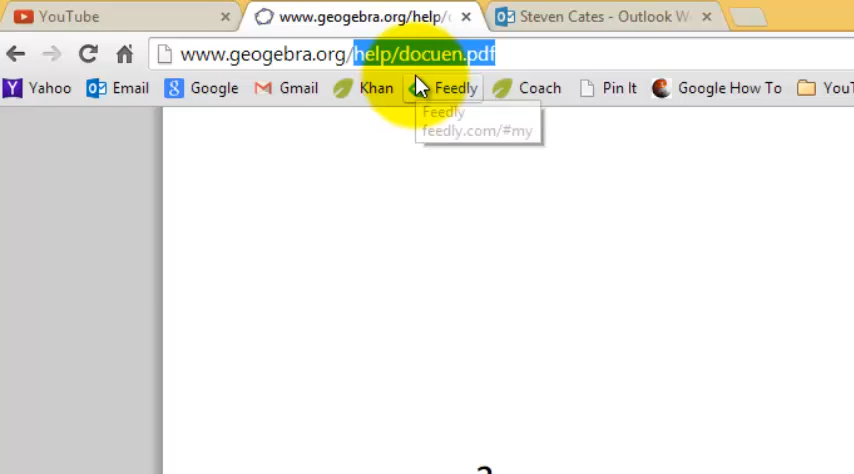 YouTube
www.geogebra.org/help/
Steven Cates - Outlook W
www.geogebra.org/help/docuen.pdf
Yahoo Email Google Gmail Khan Feedly Coach Pin It Google How To YouT
Feedly
feedly.com/#my